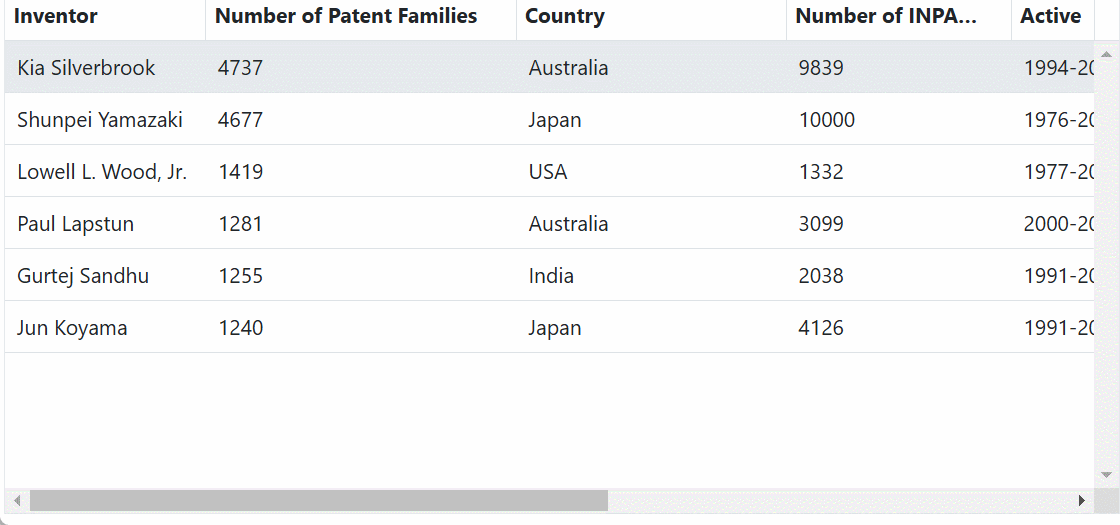 Inventor Number of Patent Families Country Number of INPA... Active
Kia Silverbrook 4737 Australia 9839 1994-20
Shunpei Yamazaki 4677 Japan 10000 1976-20
Lowell L. Wood, Jr. 1419 USA 1332 1977-20
Paul Lapstun 1281 Australia 3099 2000-20
Gurtej Sandhu 1255 India 2038 1991-20
Jun Koyama 1240 Japan 4126 1991-20